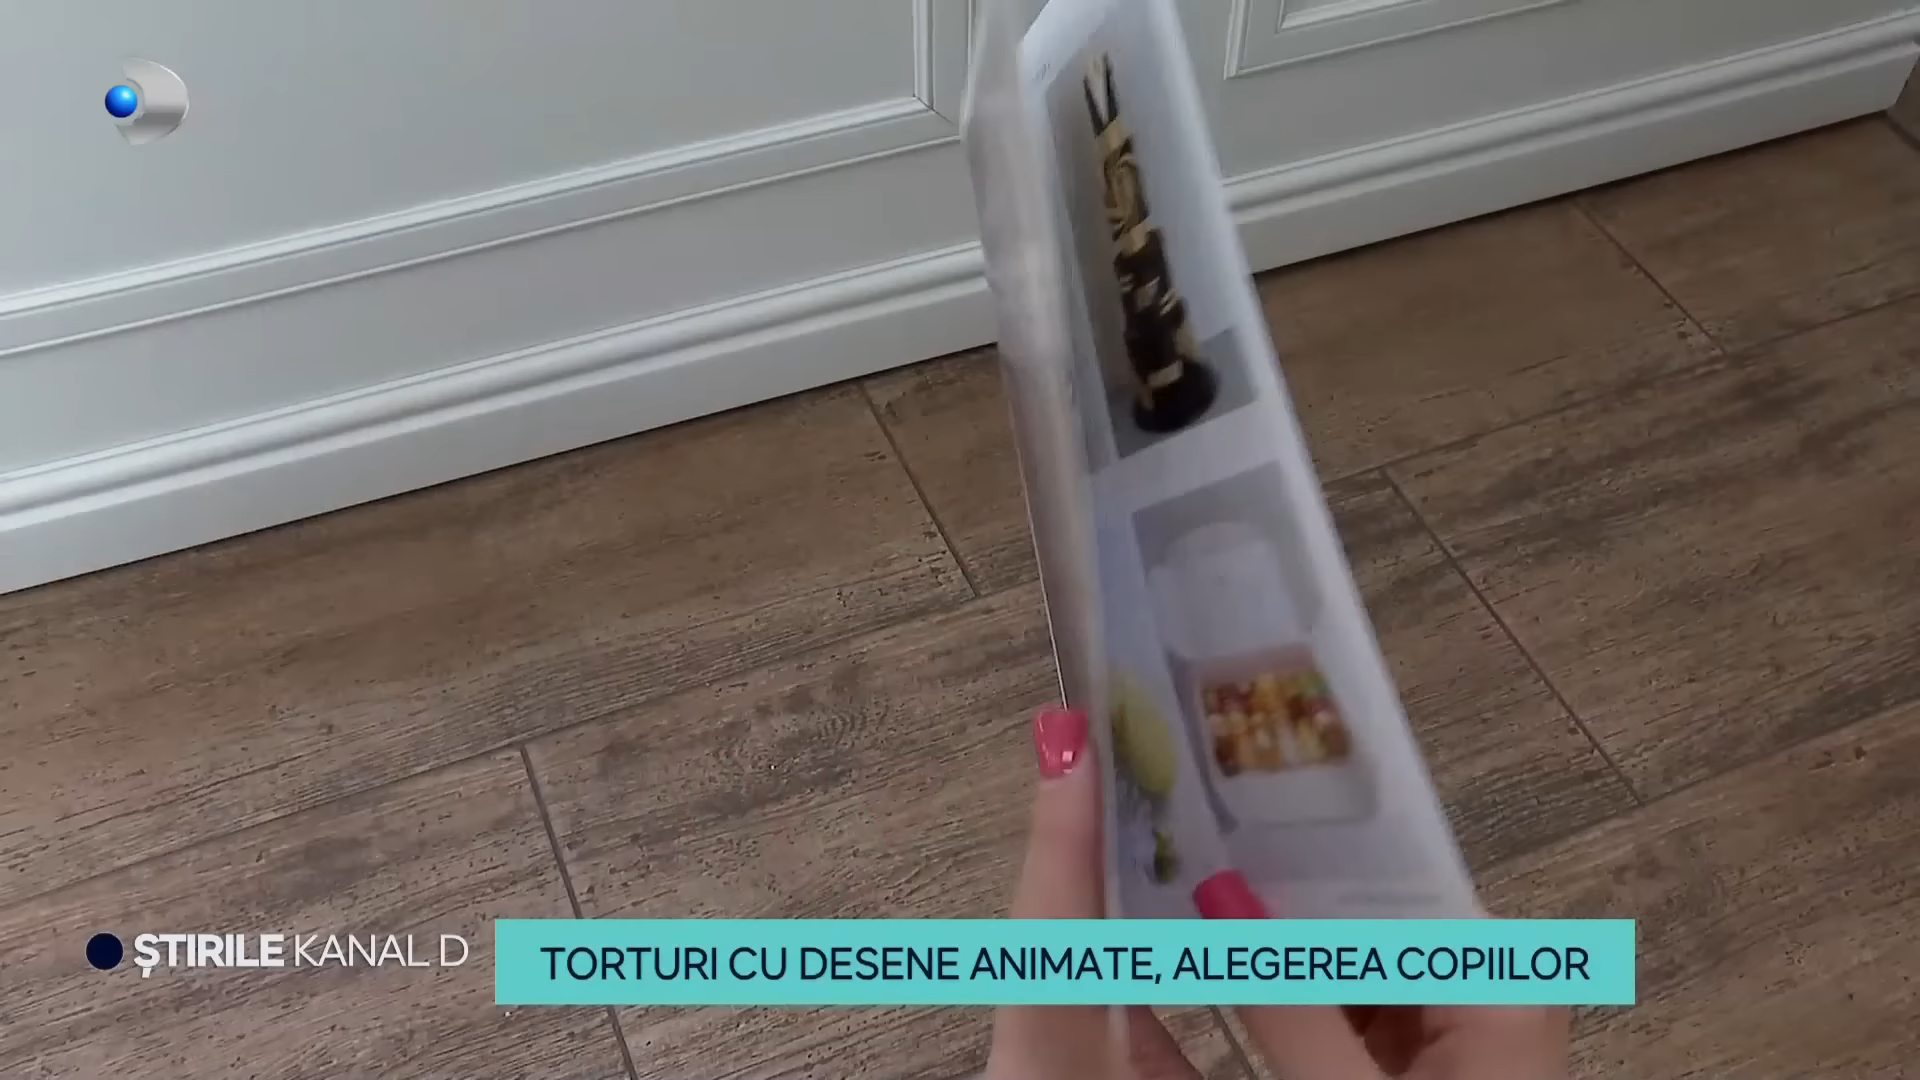 ȘTIRILE KANAL D
TORTURI CU DESENE ANIMATE, ALEGEREA COPIILOR